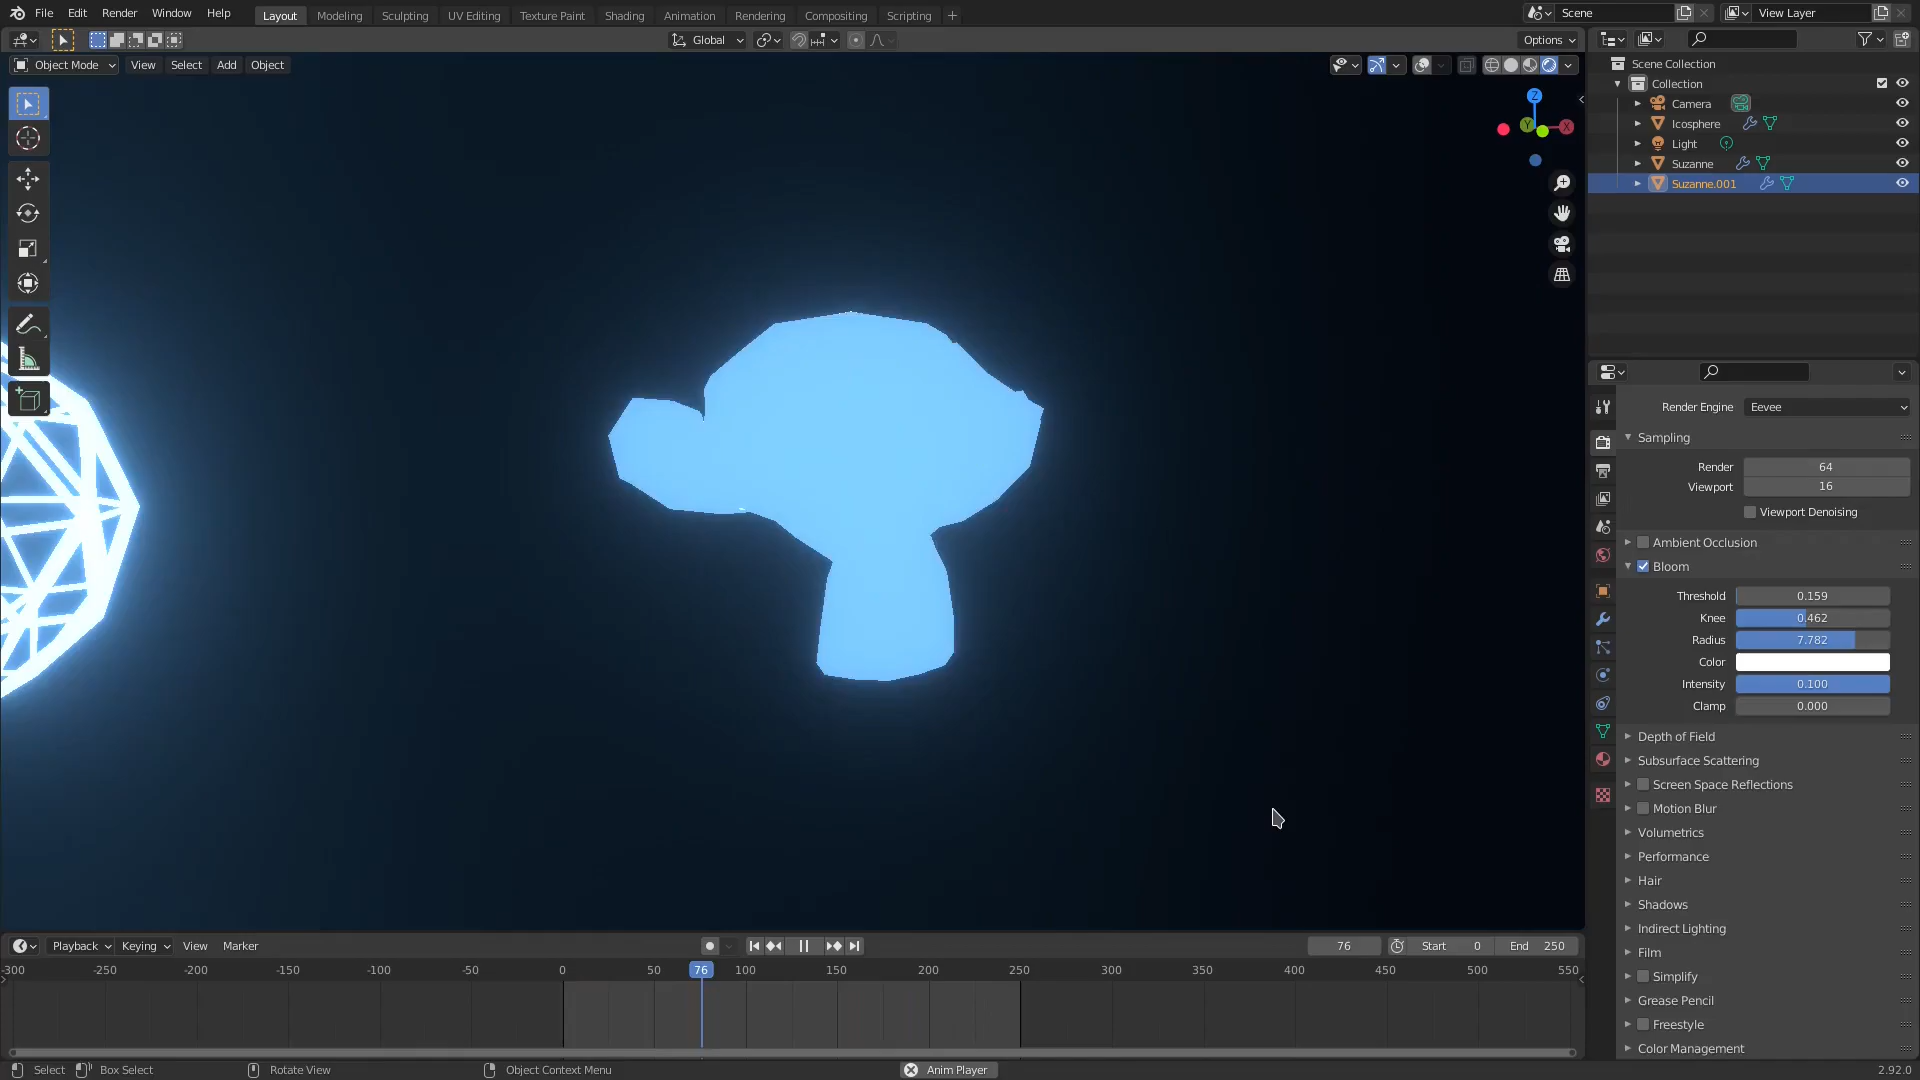 File Edit Render Window Help Layout Modeling Sculpting UV Editing Texture Paint Shading Animation Rendering Compositing Scripting + Scene View Layer
Global Options
Object Mode View Select Add Object
Z
Y X
Scene Collection
Collection
Camera
Icosphere
Light
Suzanne
Suzanne.001
Render Engine Eevee
Sampling
Render 64
Viewport 16
Viewport Denoising
Ambient Occlusion
Bloom
Threshold 0.159
Knee 0.462
Radius 7.782
Color
Intensity 0.100
Clamp 0.000
Depth of Field
Subsurface Scattering
Screen Space Reflections
Motion Blur
Volumetrics
Performance
Hair
Shadows
Indirect Lighting
Film
Simplify
Grease Pencil
Freestyle
Color Management
Playback Keying View Marker 76 Start 0 End 250
-300 -250 -200 -150 -100 -50 0 50 76 100 150 200 250 300 350 400 450 500 550
Select Box Select Rotate View Object Context Menu Anim Player 2.92.0